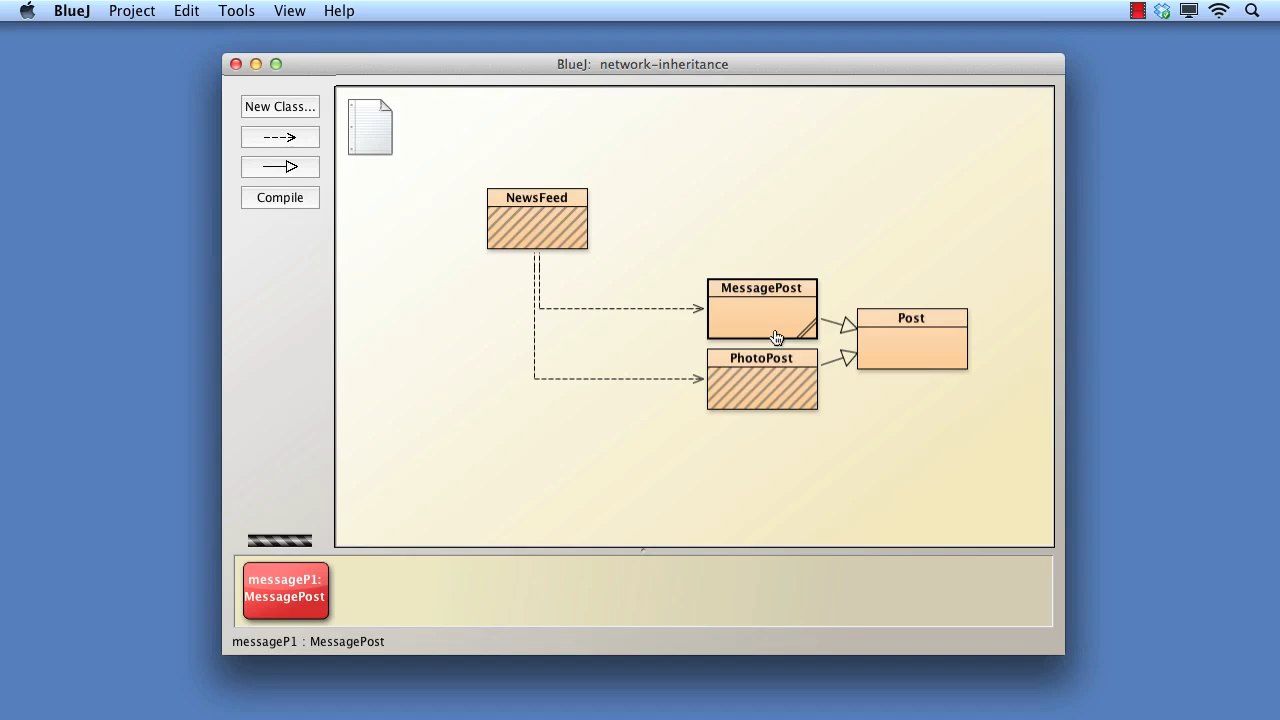 BlueJ Project Edit Tools View Help
BlueJ: network-inheritance
New Class...
Compile
NewsFeed
MessagePost
Post
PhotoPost
messageP1:
MessagePost
messageP1 : MessagePost